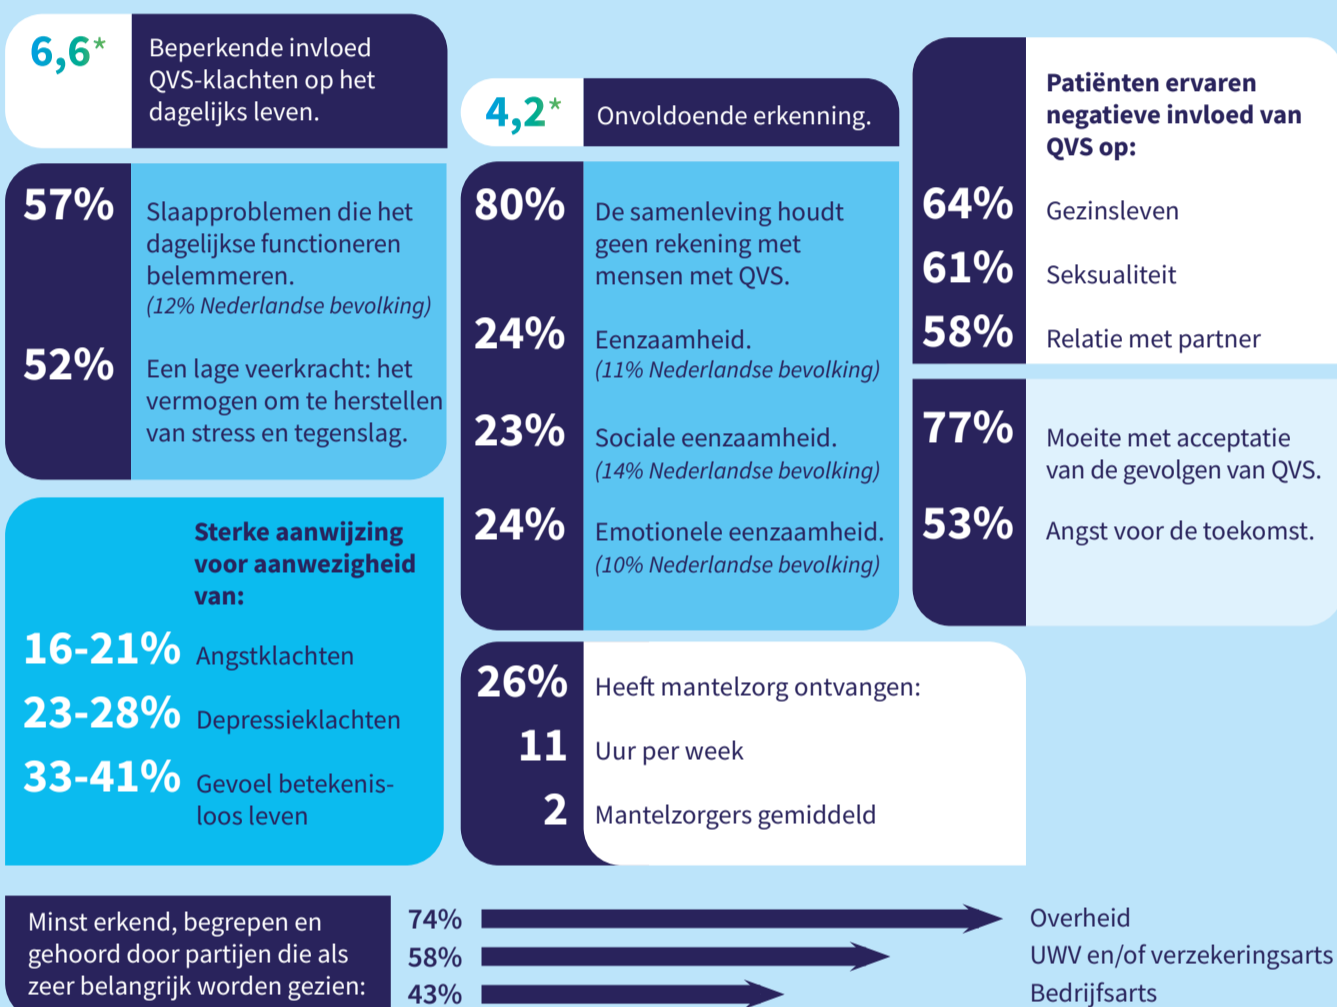 6,6*
Beperkende invloed
QVS-klachten op het
dagelijks leven.
57%
Slaapproblemen die het
dagelijkse functioneren
belemmeren.
(12% Nederlandse bevolking)
52%
Een lage veerkracht: het
vermogen om te herstellen
van stress en tegenslag.
Sterke aanwijzing
voor aanwezigheid
van:
16-21% Angstklachten
23-28% Depressieklachten
33-41% Gevoel betekenis-
loos leven
4,2* Onvoldoende erkenning.
80%
De samenleving houdt
geen rekening met
mensen met QVS.
24% Eenzaamheid.
(11% Nederlandse bevolking)
23% Sociale eenzaamheid.
(14% Nederlandse bevolking)
24% Emotionele eenzaamheid.
(10% Nederlandse bevolking)
26% Heeft mantelzorg ontvangen:
11 Uur per week
2 Mantelzorgers gemiddeld
Patiënten ervaren
negatieve invloed van
QVS op:
64% Gezinsleven
61% Seksualiteit
58% Relatie met partner
77% Moeite met acceptatie
van de gevolgen van QVS.
53% Angst voor de toekomst.
Minst erkend, begrepen en
gehoord door partijen die als
zeer belangrijk worden gezien:
74% Overheid
58% UWV en/of verzekeringsarts
43% Bedrijfsarts